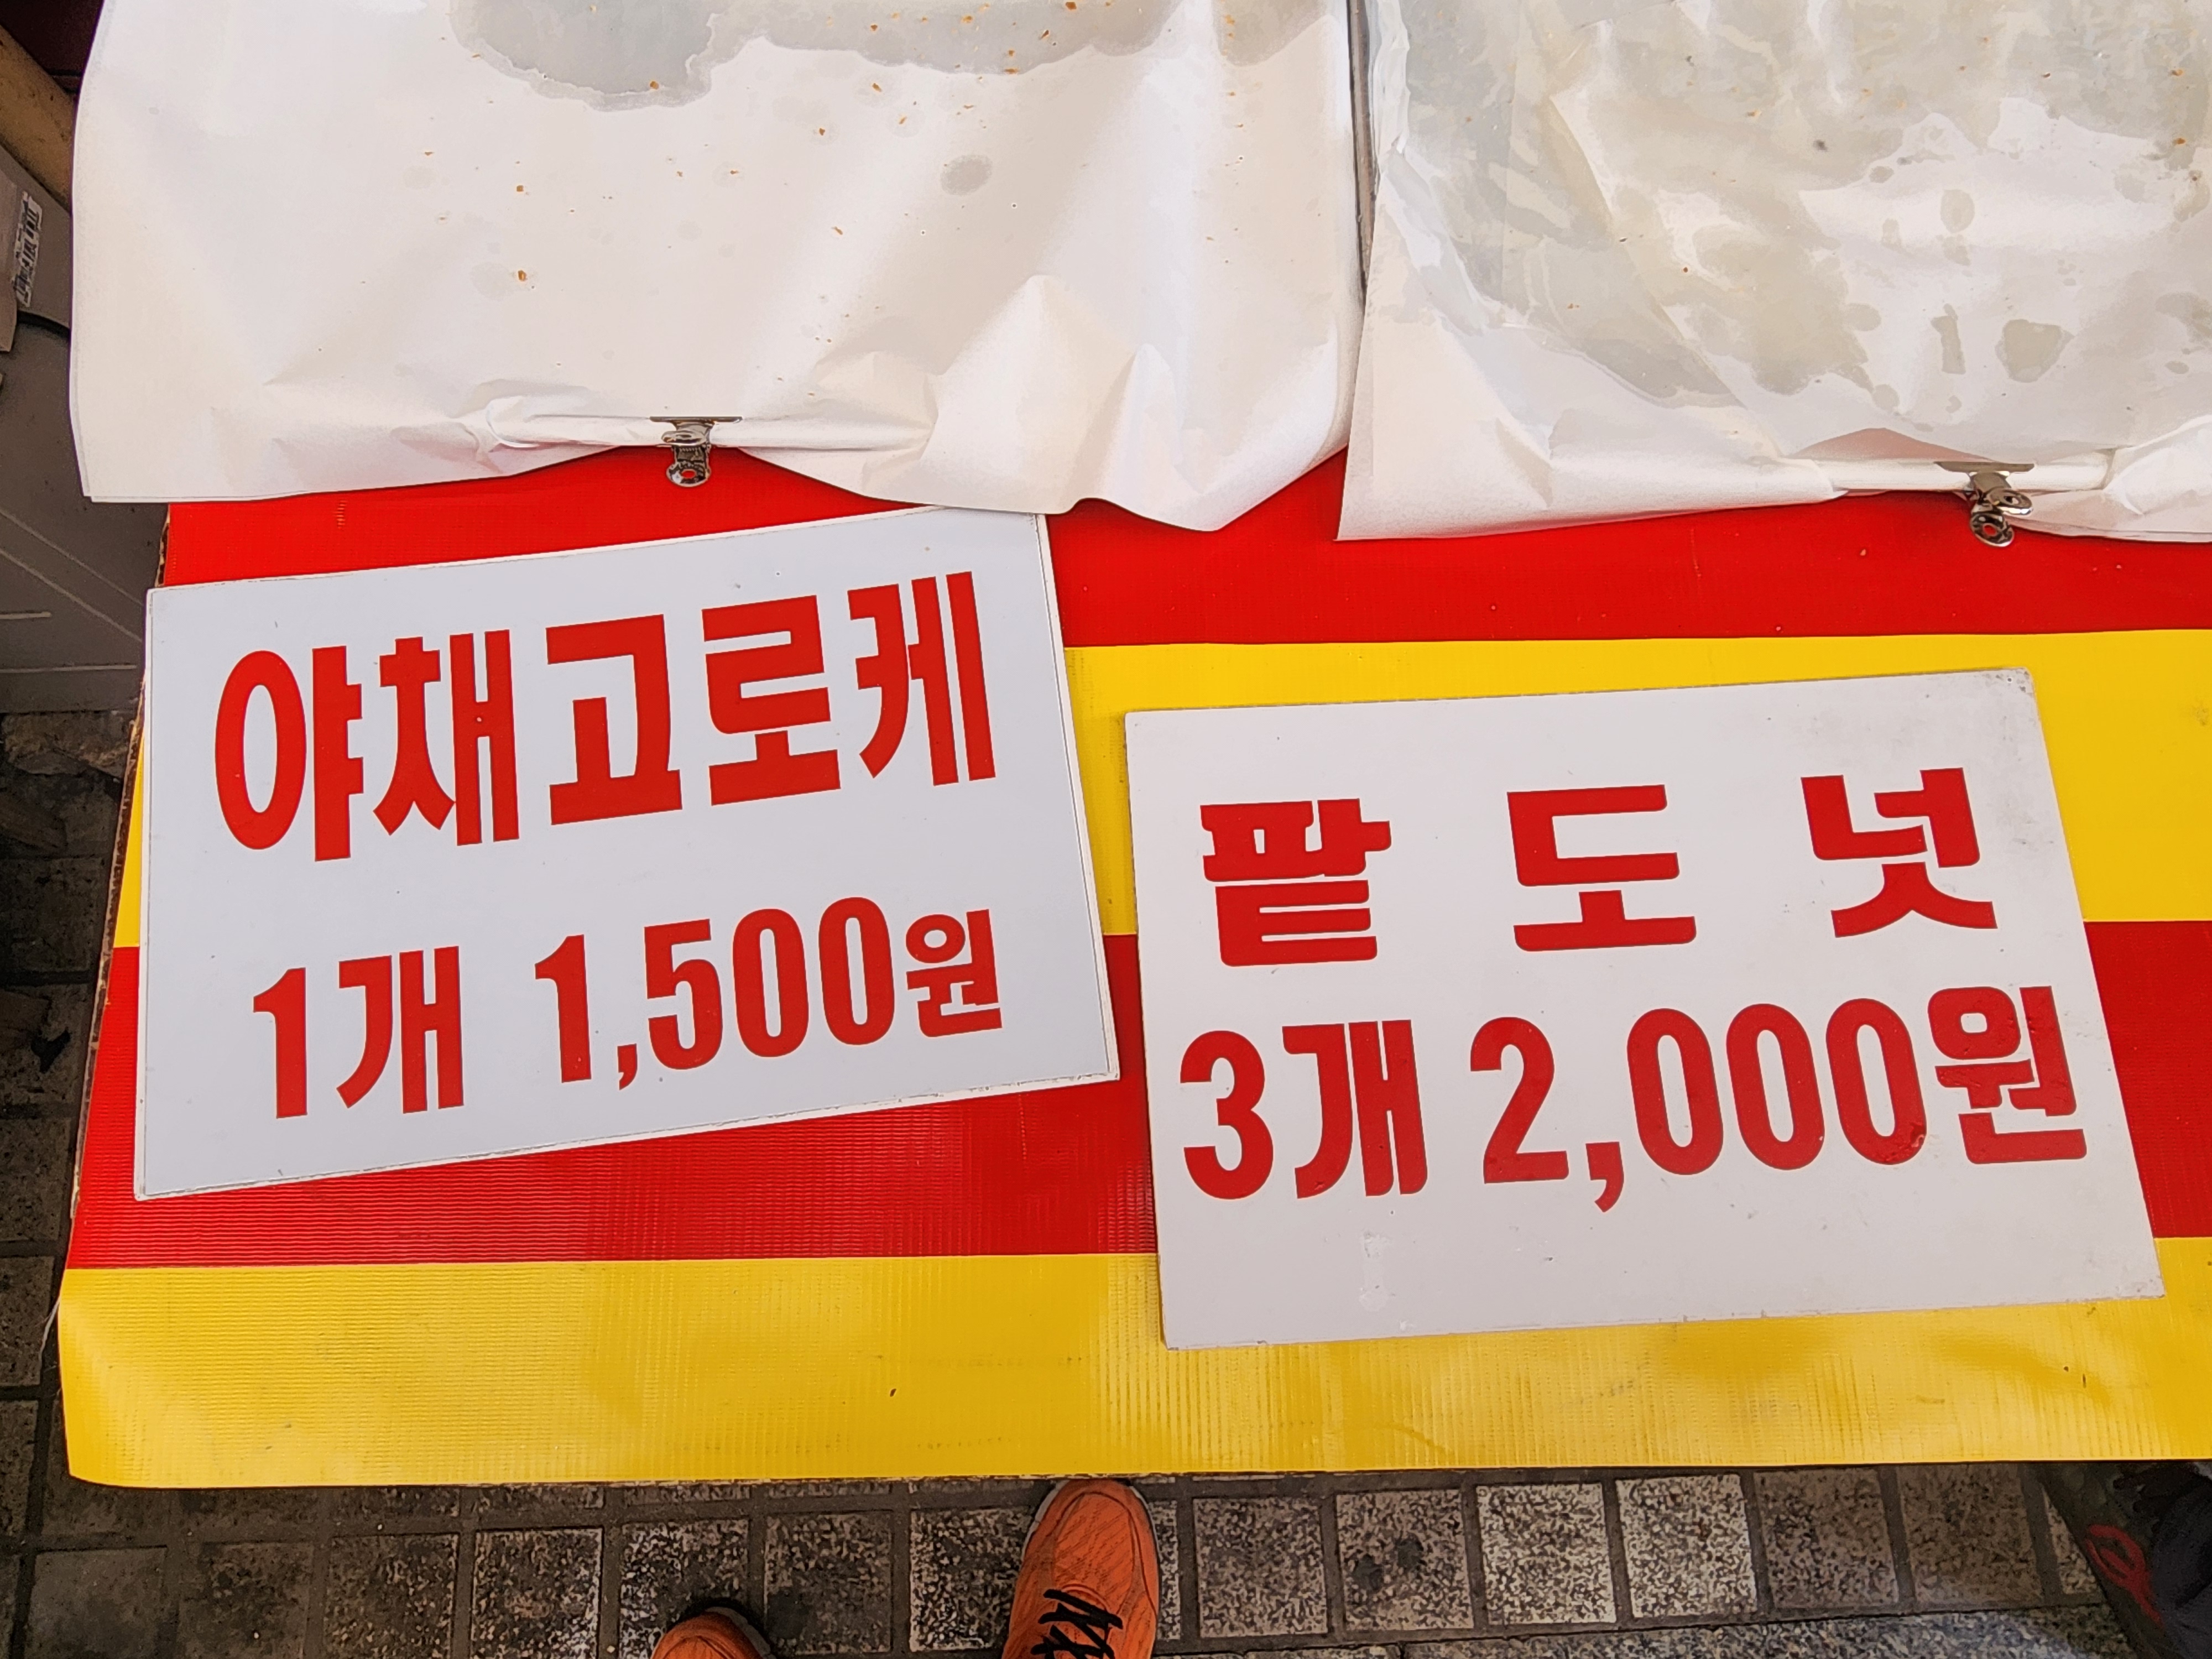 야채고로케
1개 1,500원
팥 도 넛
3개 2,000원